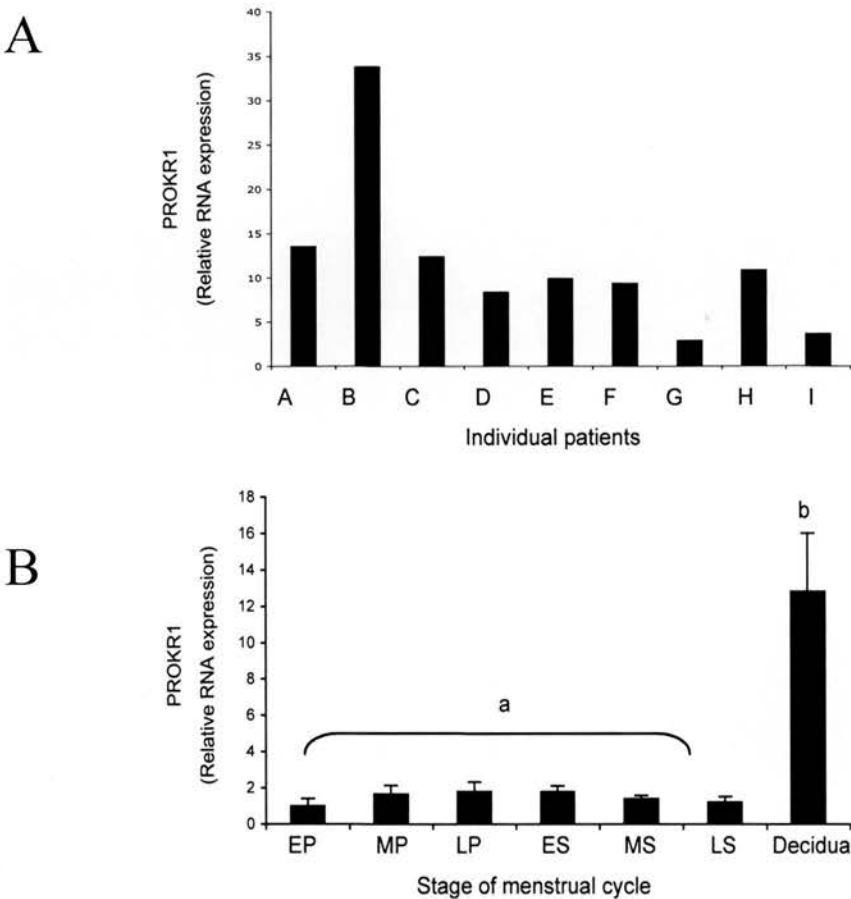 A
PROKR1
(Relative RNA expression)
40
35
30
25
20
15
10
5
0
A B C D E F G H I
Individual patients
B
PROKR1
(Relative RNA expression)
18
16
14
12
10
8
6
4
2
0
a
b
EP MP LP ES MS LS Decidua
Stage of menstrual cycle